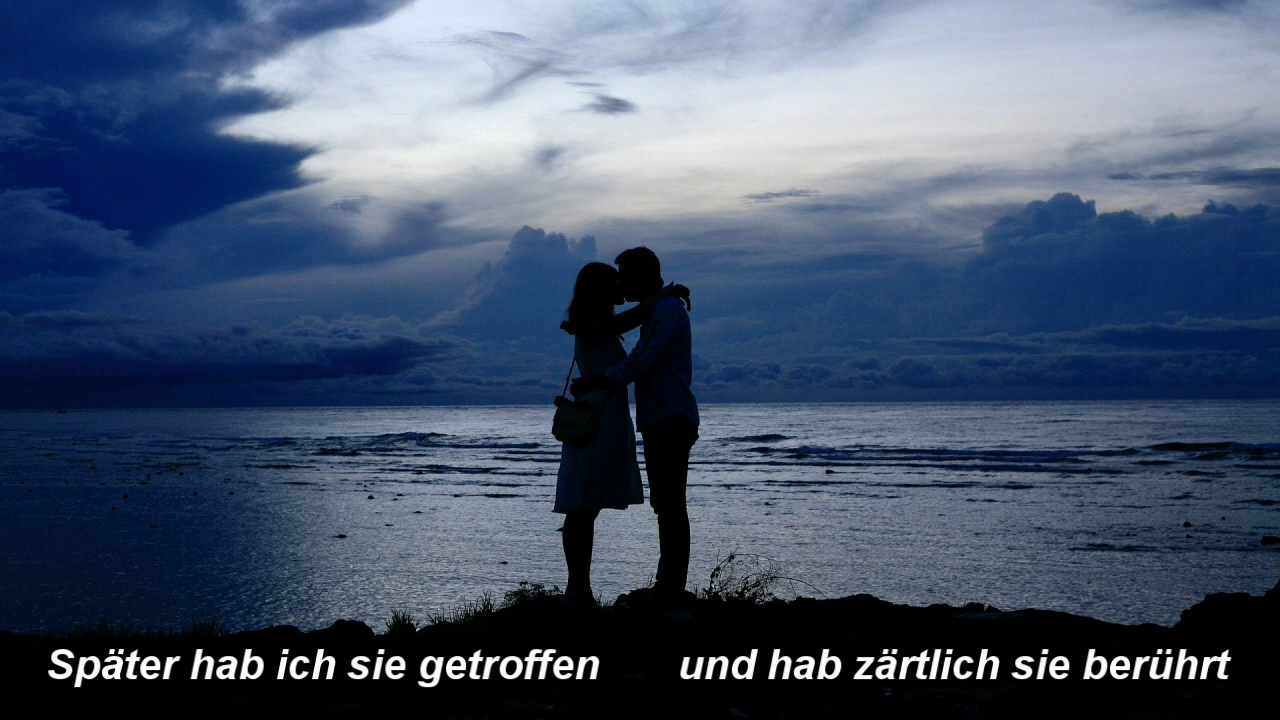 Später hab ich sie getroffen und hab zärtlich sie berührt